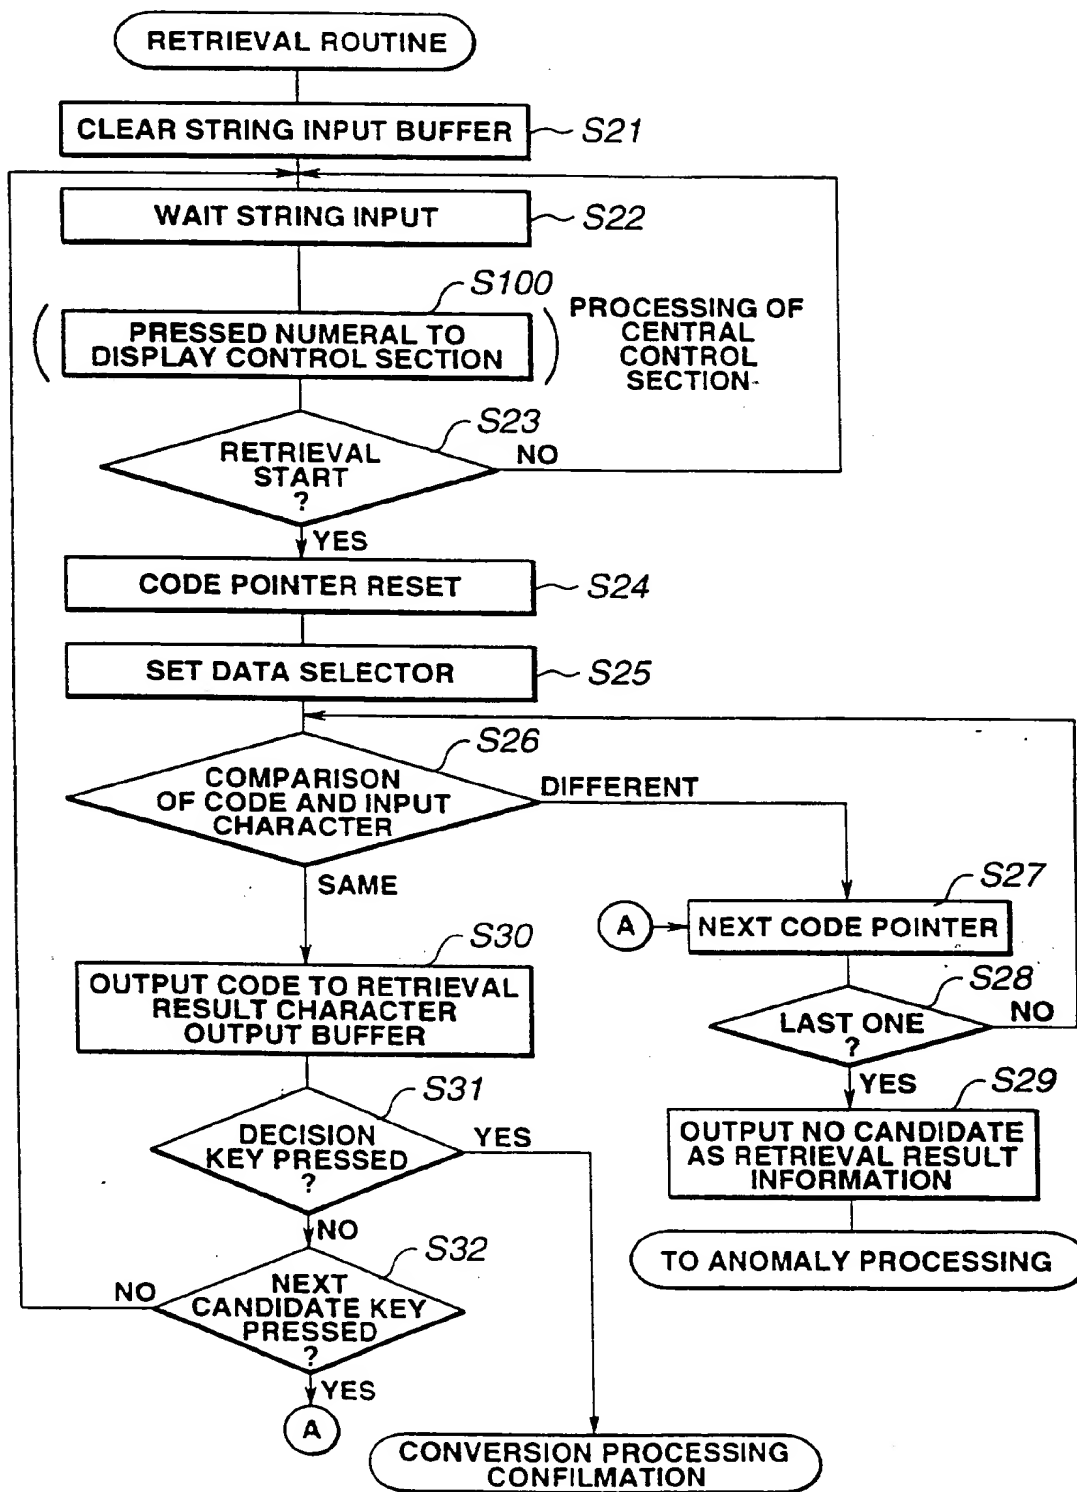 RETRIEVAL ROUTINE
CLEAR STRING INPUT BUFFER
S21
WAIT STRING INPUT
S22
S100
PRESSED NUMERAL TO
DISPLAY CONTROL SECTION
PROCESSING OF
CENTRAL
CONTROL
SECTION
S23
RETRIEVAL
START
?
NO
YES
CODE POINTER RESET
S24
SET DATA SELECTOR
S25
S26
COMPARISON
OF CODE AND INPUT
CHARACTER
DIFFERENT
SAME
S27
A
NEXT CODE POINTER
S28
LAST ONE
?
NO
YES
S29
OUTPUT NO CANDIDATE
AS RETRIEVAL RESULT
INFORMATION
TO ANOMALY PROCESSING
S30
OUTPUT CODE TO RETRIEVAL
RESULT CHARACTER
OUTPUT BUFFER
S31
DECISION
KEY PRESSED
?
YES
NO
S32
NEXT
CANDIDATE KEY
PRESSED
?
NO
YES
A
CONVERSION PROCESSING
CONFILMATION